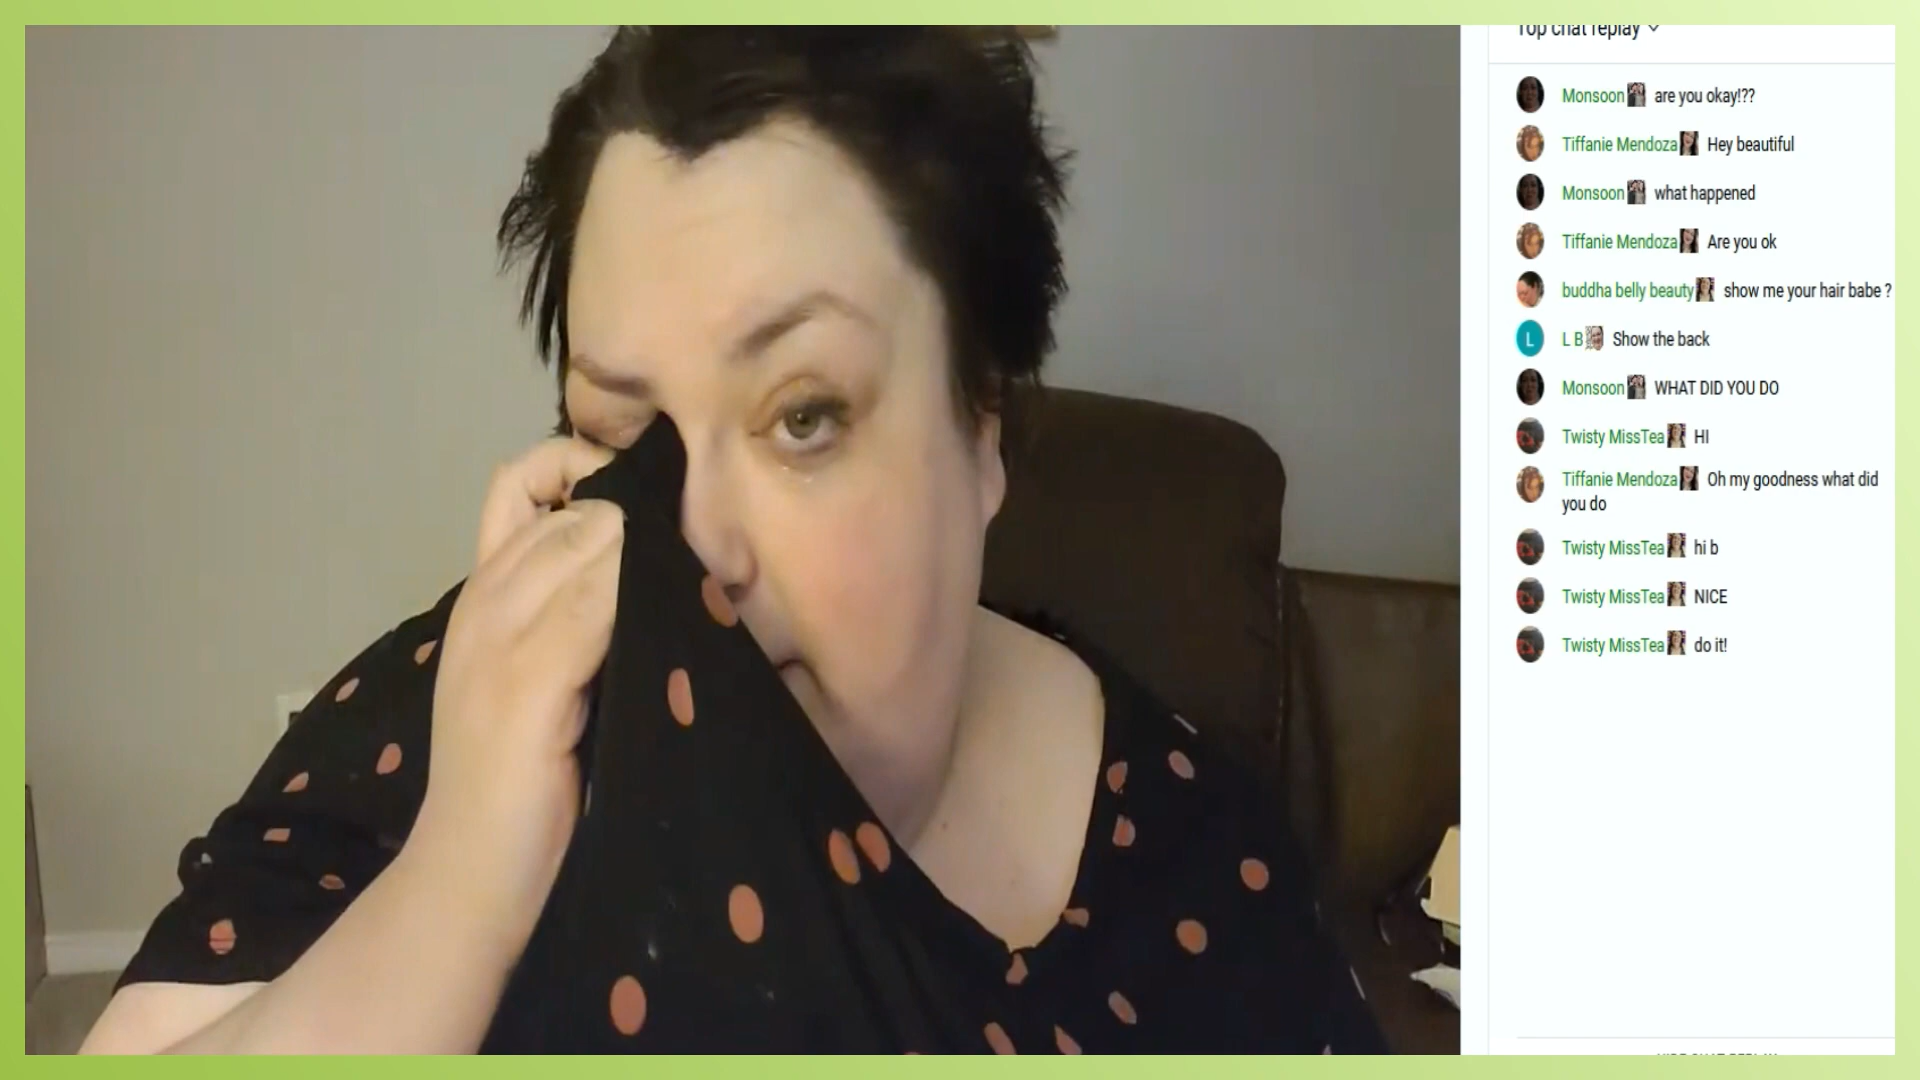 Top chat replay
Monsoon are you okay!??
Tiffanie Mendoza Hey beautiful
Monsoon what happened
Tiffanie Mendoza Are you ok
buddha belly beauty show me your hair babe ?
L
L B Show the back
Monsoon WHAT DID YOU DO
Twisty MissTea HI
Tiffanie Mendoza Oh my goodness what did
you do
Twisty MissTea hi b
Twisty MissTea NICE
Twisty MissTea do it!